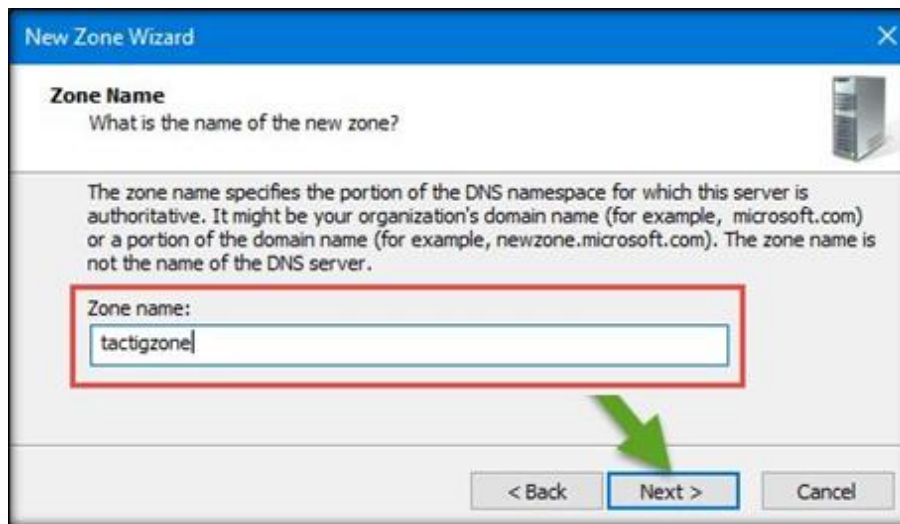 New Zone Wizard
Zone Name
What is the name of the new zone?
The zone name specifies the portion of the DNS namespace for which this server is
authoritative. It might be your organization's domain name (for example, microsoft.com)
or a portion of the domain name (for example, newzone.microsoft.com). The zone name is
not the name of the DNS server.
Zone name:
tactigzone
< Back Next > Cancel